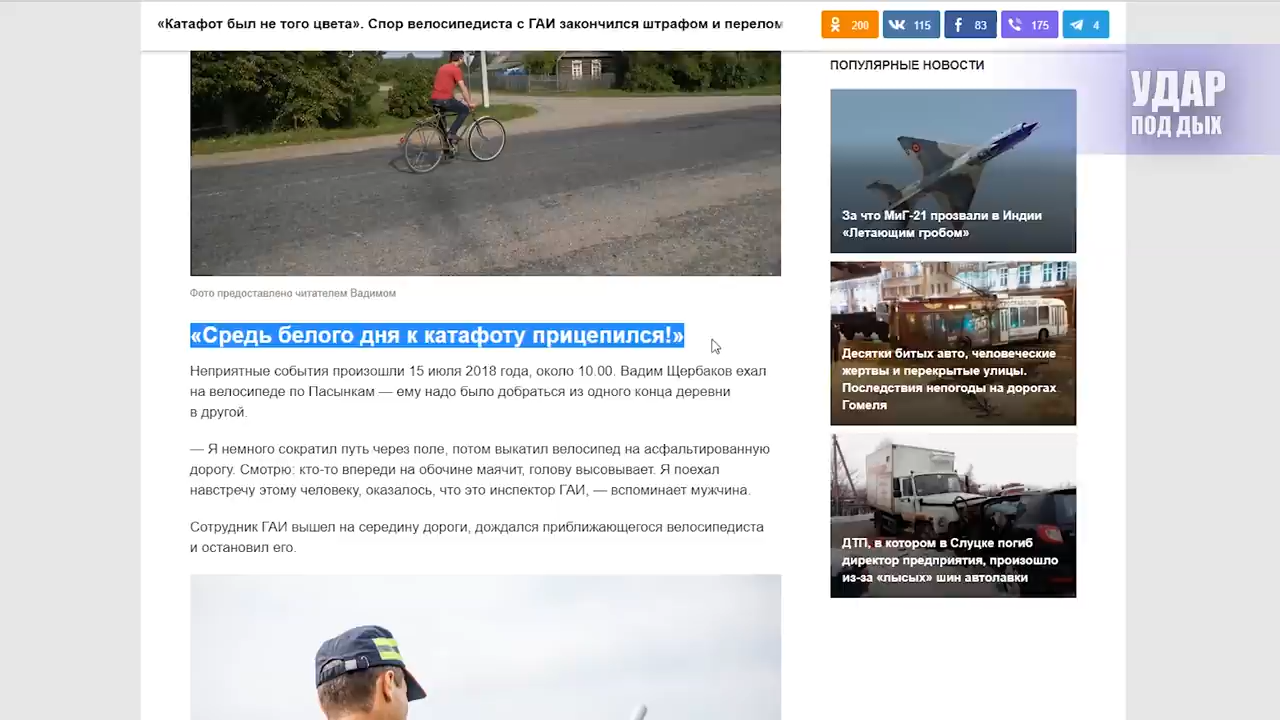 «Катафот был не того цвета». Спор велосипедиста с ГАИ закончился штрафом и перелом
200
115
83
175
4
ПОПУЛЯРНЫЕ НОВОСТИ
УДАР
ПОД ДЫХ
За что МиГ-21 прозвали в Индии
«Летающим гробом»
Фото предоставлено читателем Вадимом
«Средь белого дня к катафоту прицепился!»
Неприятные события произошли 15 июля 2018 года, около 10.00. Вадим Щербаков ехал
на велосипеде по Пасынкам — ему надо было добраться из одного конца деревни
в другой.
— Я немного сократил путь через поле, потом выкатил велосипед на асфальтированную
дорогу. Смотрю: кто-то впереди на обочине маячит, голову высовывает. Я поехал
навстречу этому человеку, оказалось, что это инспектор ГАИ, — вспоминает мужчина.
Сотрудник ГАИ вышел на середину дороги, дождался приближающегося велосипедиста
и остановил его.
Десятки битых авто, человеческие
жертвы и перекрытые улицы.
Последствия непогоды на дорогах
Гомеля
ДТП, в котором в Слуцке погиб
директор предприятия, произошло
из-за «лысых» шин автолавки